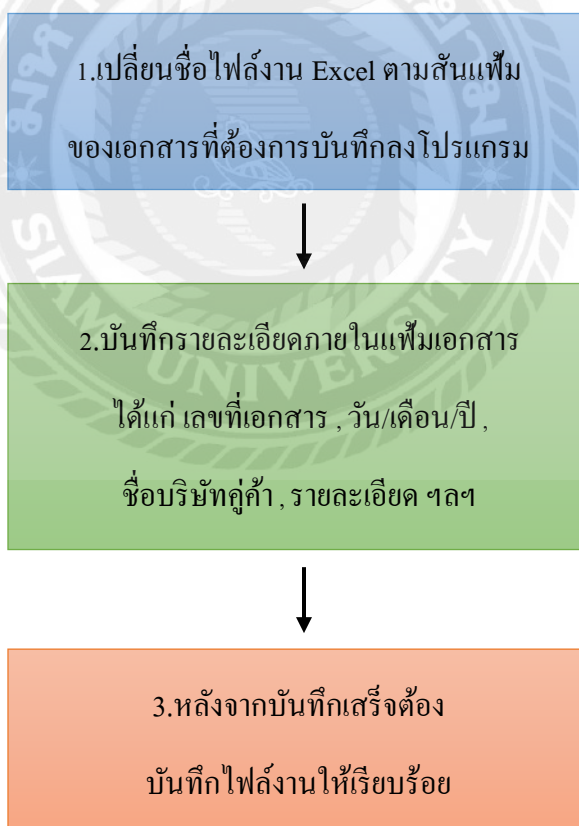 1.เปลี่ยนชื่อไฟล์งาน Excel ตามสันแฟ้ม
ของเอกสารที่ต้องการบันทึกลงโปรแกรม
2.บันทึกรายละเอียดภายในแฟ้มเอกสาร
ได้แก่ เลขที่เอกสาร , วัน/เดือน/ปี ,
ชื่อบริษัทคู่ค้า , รายละเอียด ฯลฯ
3.หลังจากบันทึกเสร็จต้อง
บันทึกไฟล์งานให้เรียบร้อย
SIAM UNIVERSITY